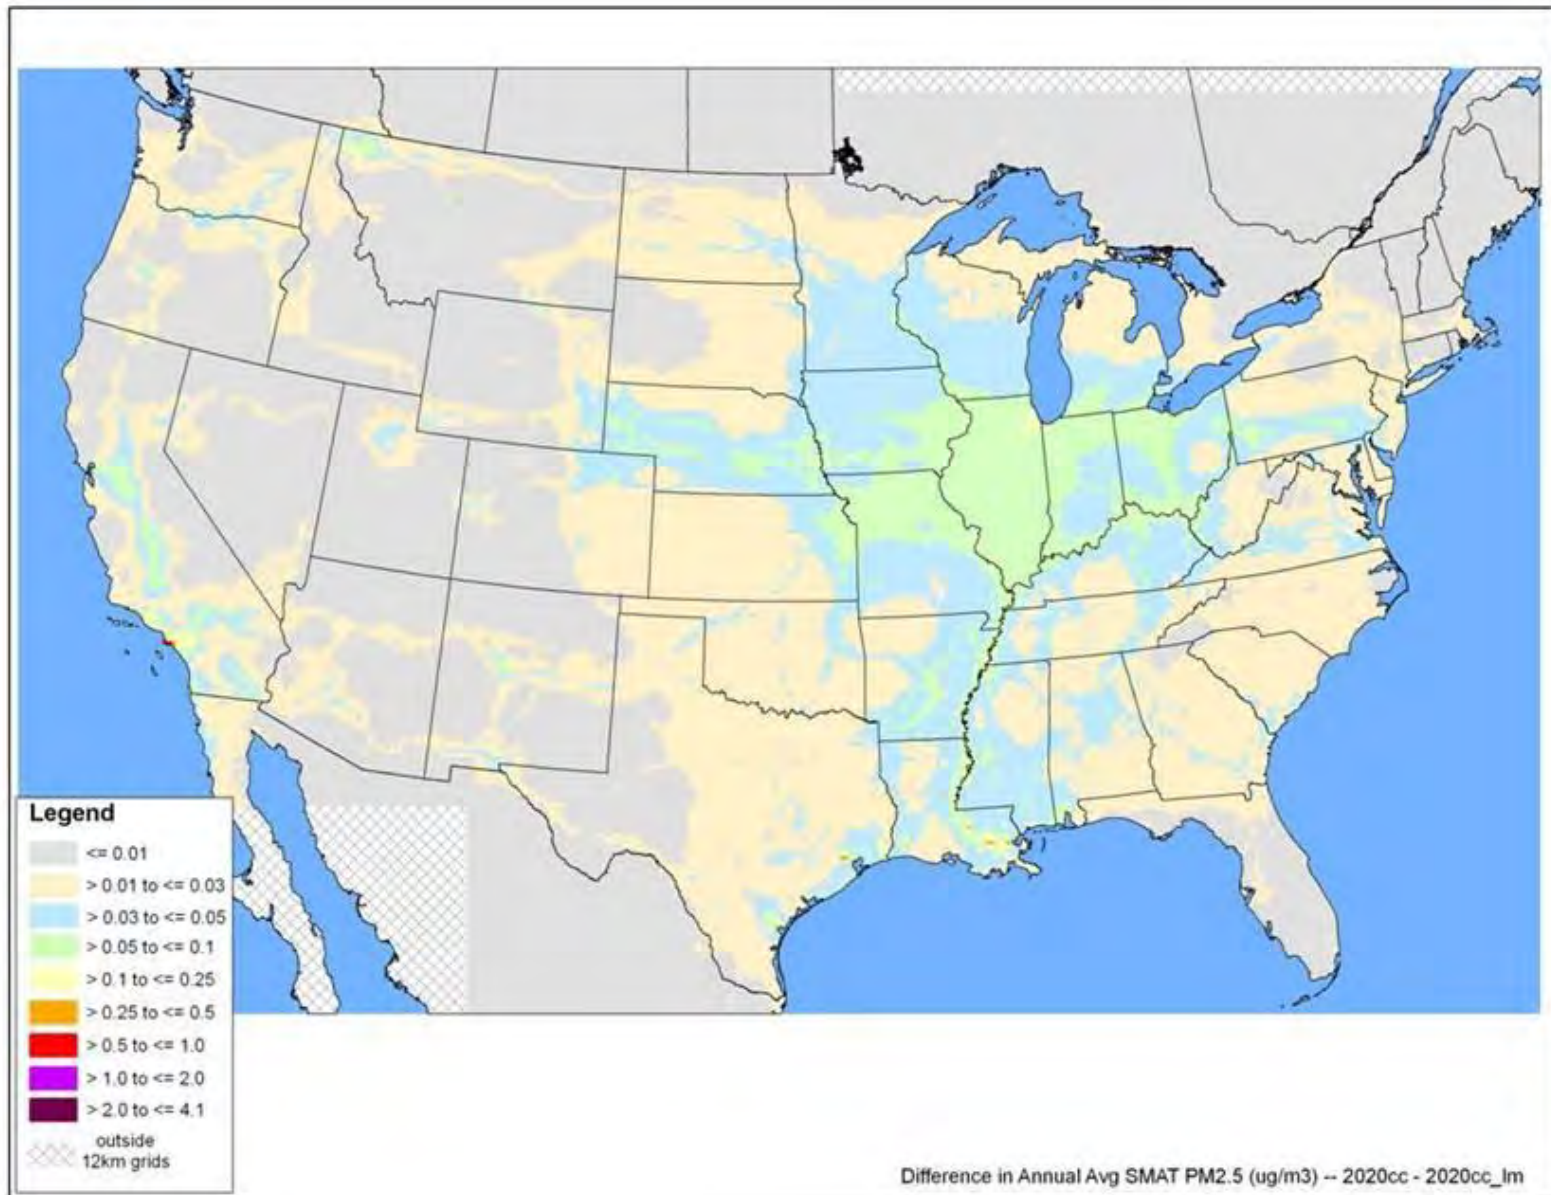 Legend
<= 0.01
> 0.01 to <= 0.03
> 0.03 to <= 0.05
> 0.05 to <= 0.1
> 0.1 to <= 0.25
> 0.25 to <= 0.5
> 0.5 to <= 1.0
> 1.0 to <= 2.0
> 2.0 to <= 4.1
outside
12km grids
Difference in Annual Avg SMAT PM2.5 (ug/m3) -- 2020cc - 2020cc_lm